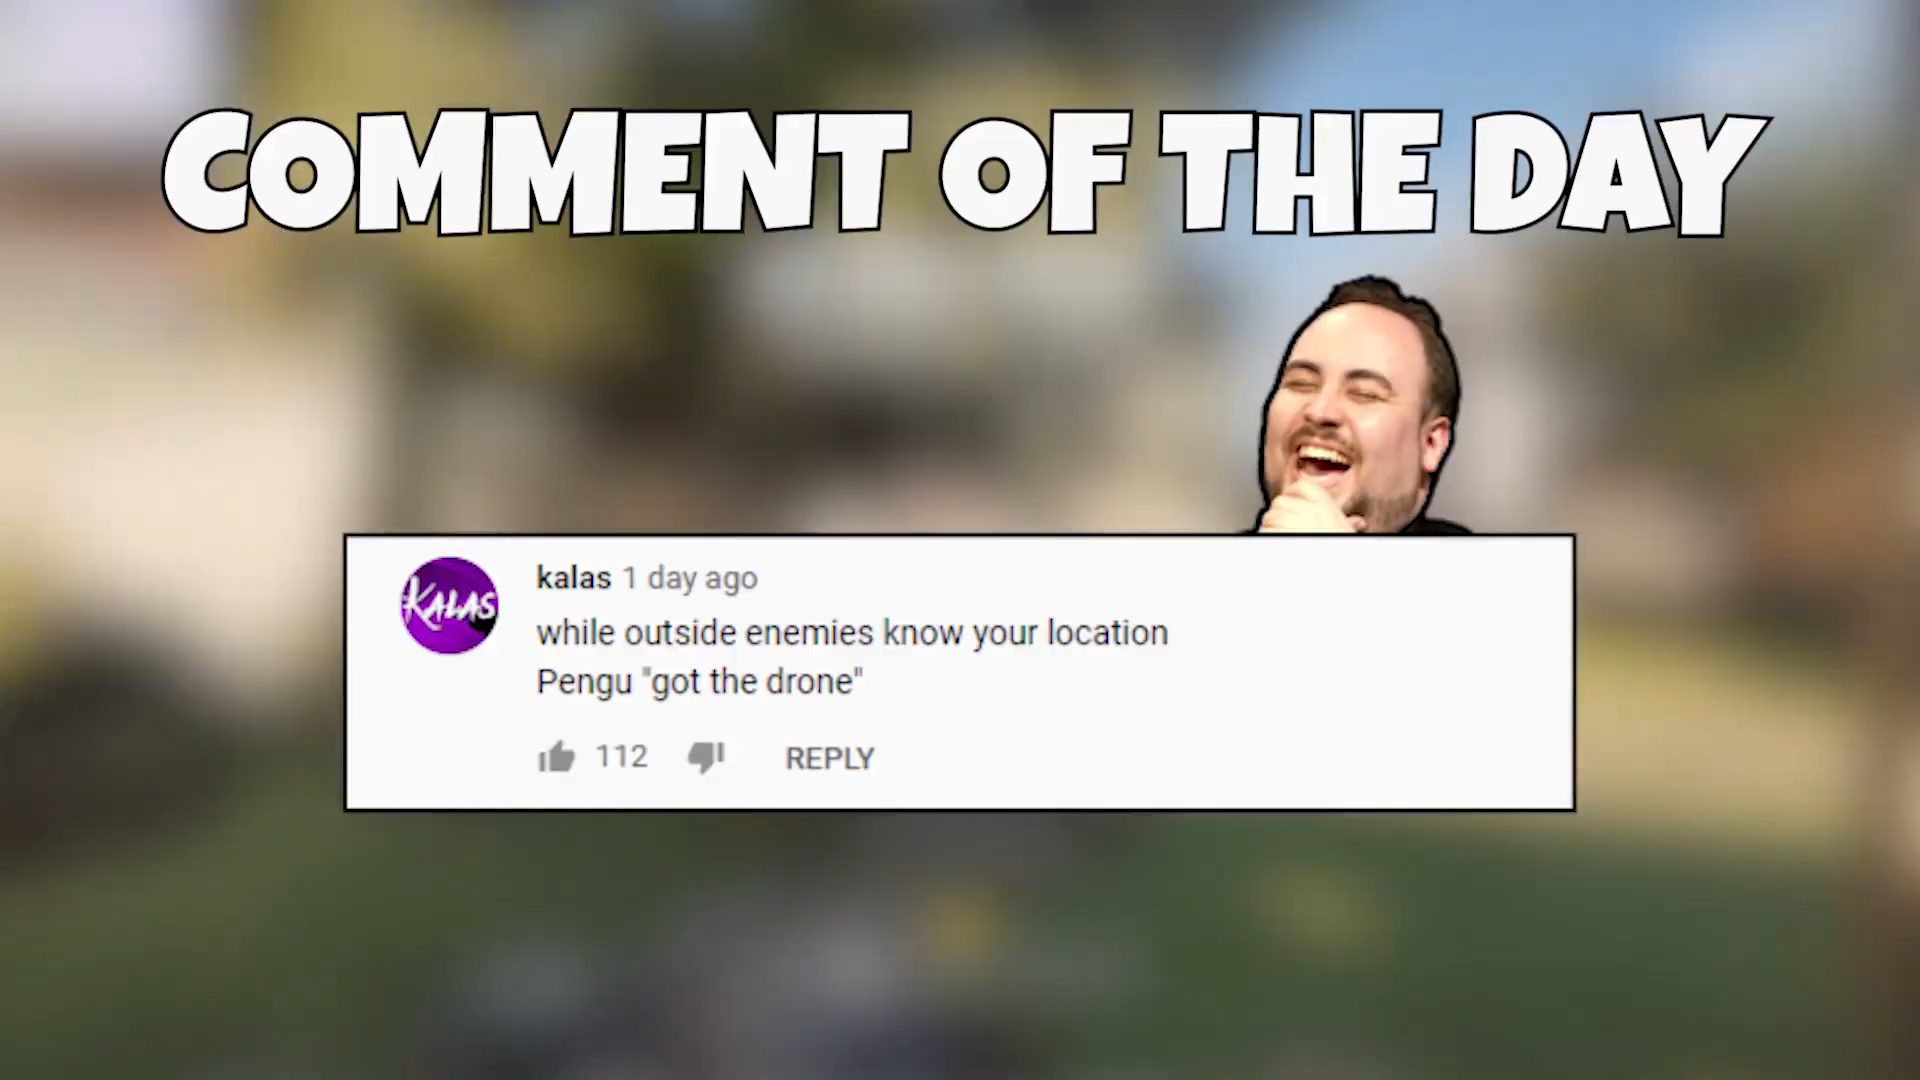 COMMENT OF THE DAY
KALAS
kalas 1 day ago
while outside enemies know your location
Pengu "got the drone"
112 REPLY